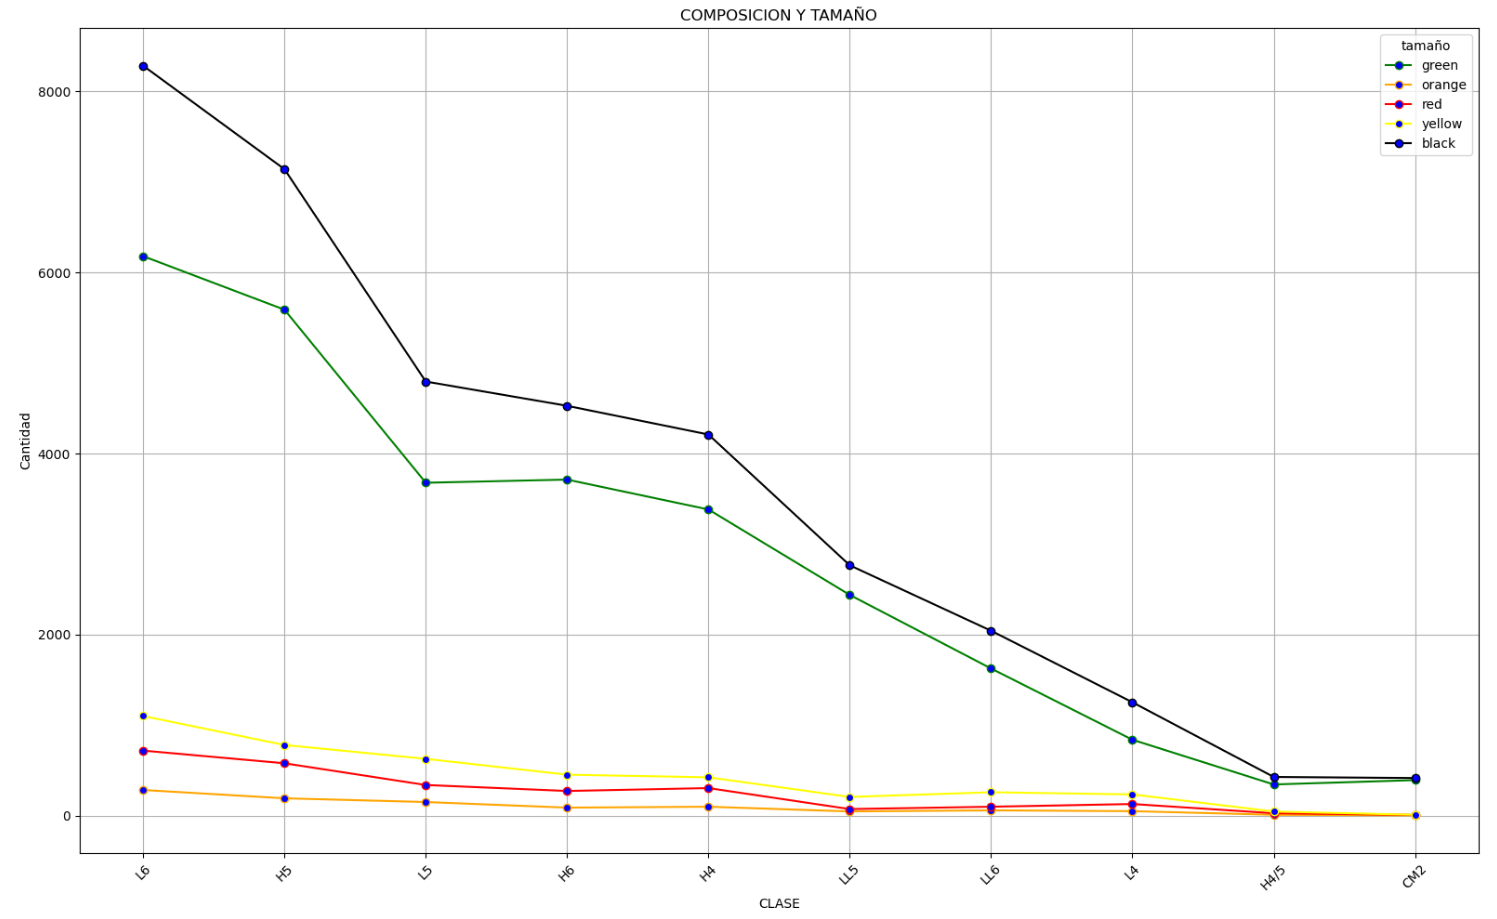 COMPOSICION Y TAMAÑO
tamaño
green
orange
red
yellow
black
8000
6000
4000
2000
0
Cantidad
L6 H5 L5 H6 H4 LL5 LL6 L4 H4/5 CM2
CLASE